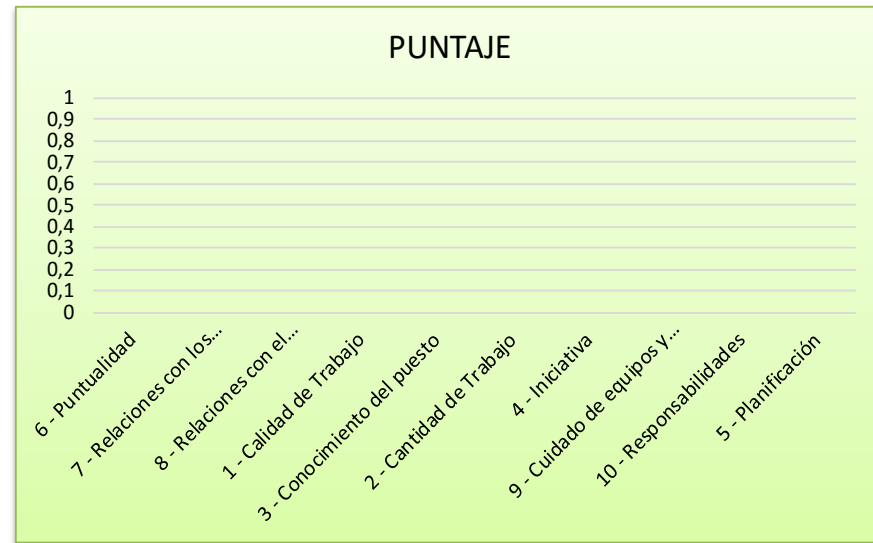 PUNTAJE
1
0,9
0,8
0,7
0,6
0,5
0,4
0,3
0,2
0,1
0
6 - Puntualidad
7 - Relaciones con los...
8 - Relaciones con el...
1 - Calidad de Trabajo
3 - Conocimiento del puesto
2 - Cantidad de Trabajo
4 - Iniciativa
9 - Cuidado de equipos y...
10 - Responsabilidades
5 - Planificación